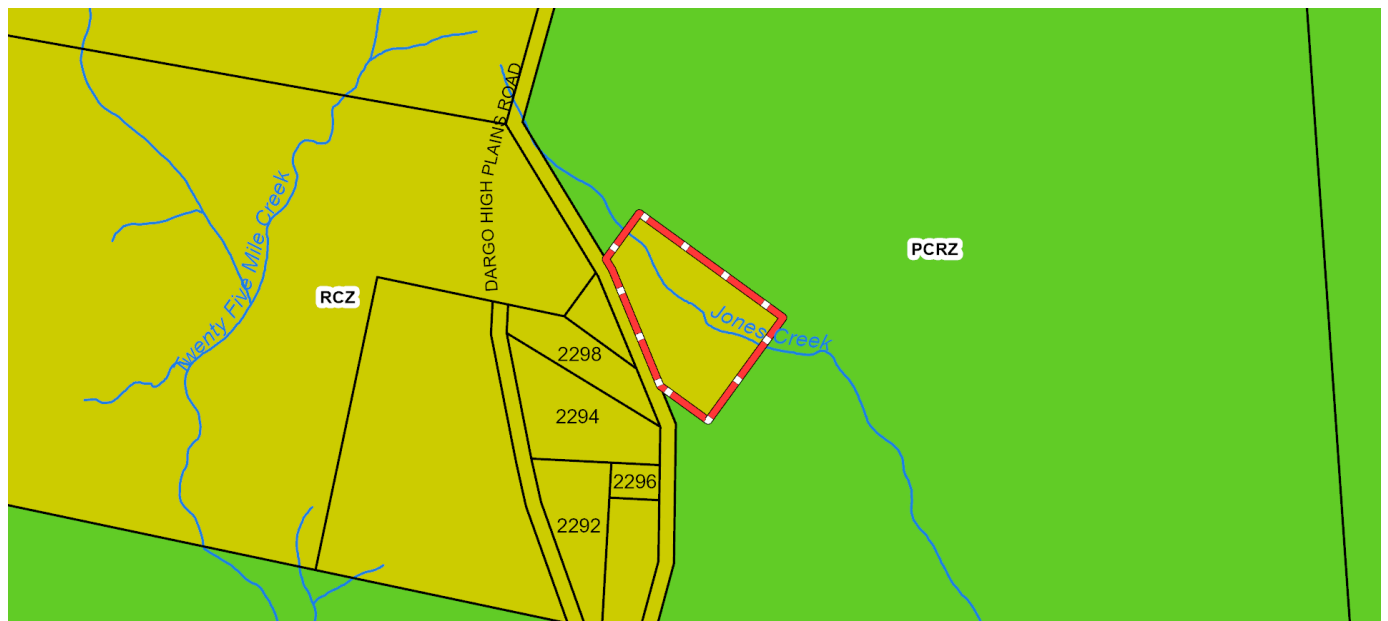 DARGO HIGH PLAINS ROAD
Twenty Five Mile Creek
PCRZ
RCZ
Jones Creek
2298
2294
2296
2292